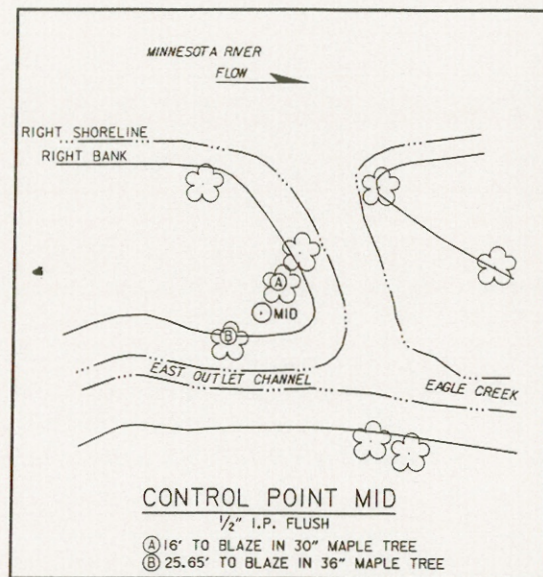 MINNESOTA RIVER
FLOW
RIGHT SHORELINE
RIGHT BANK
A
MID
B
EAST OUTLET CHANNEL
EAGLE CREEK
CONTROL POINT MID
1/2" I.P. FLUSH
A 16' TO BLAZE IN 30" MAPLE TREE
B 25.65' TO BLAZE IN 36" MAPLE TREE